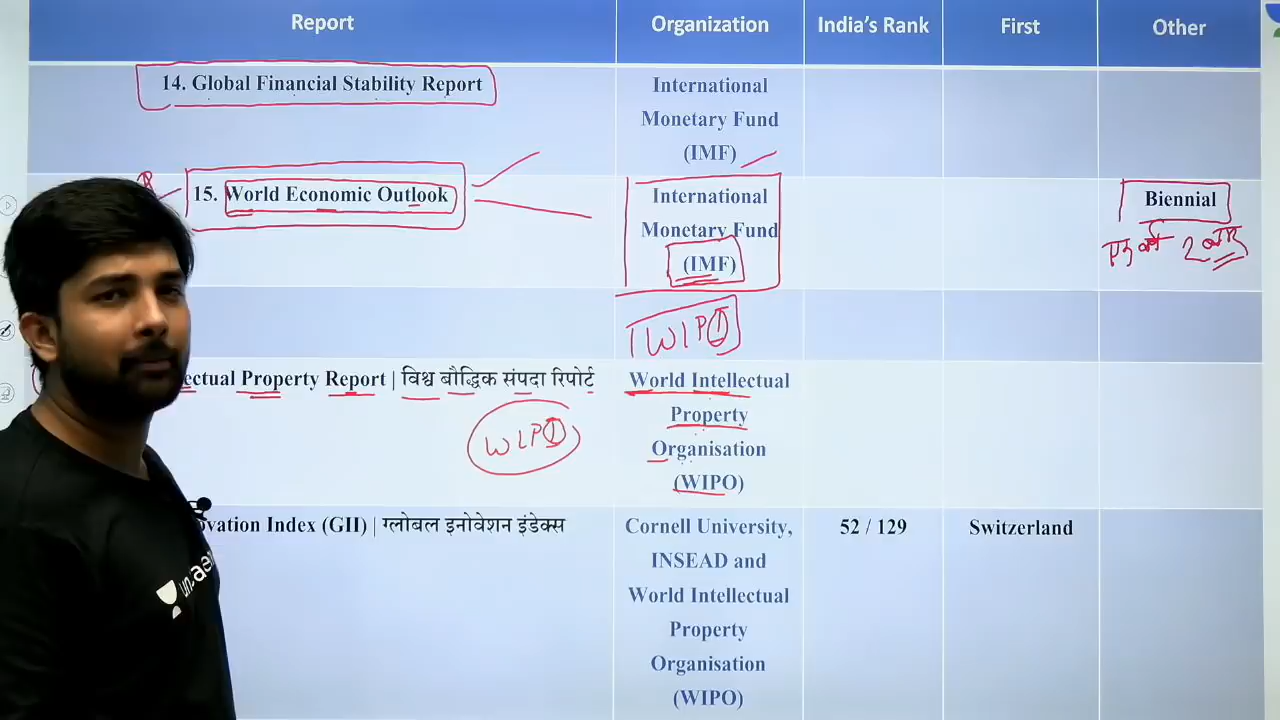 Report Organization India's Rank First Other
14. Global Financial Stability Report
International
Monetary Fund
(IMF)
15. World Economic Outlook
International
Monetary Fund
(IMF)
Biennial
एक वर्ष 2 बार
WIPO
ectual Property Report | विश्व बौद्धिक संपदा रिपोर्ट
World Intellectual
Property
Organisation
(WIPO)
WIPO
ovation Index (GII) | ग्लोबल इनोवेशन इंडेक्स
Cornell University,
INSEAD and
World Intellectual
Property
Organisation
(WIPO)
52 / 129
Switzerland